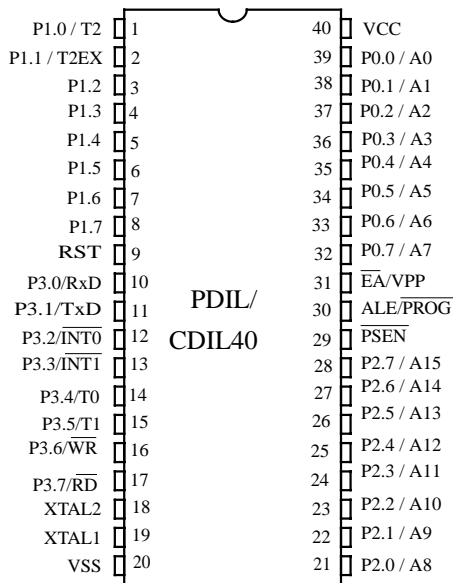 P1.0 / T2 1 40 VCC
P1.1 / T2EX 2 39 P0.0 / A0
P1.2 3 38 P0.1 / A1
P1.3 4 37 P0.2 / A2
P1.4 5 36 P0.3 / A3
P1.5 6 35 P0.4 / A4
P1.6 7 34 P0.5 / A5
P1.7 8 33 P0.6 / A6
RST 9 32 P0.7 / A7
P3.0/RxD 10 31 EA/VPP
P3.1/TxD 11 PDIL/ 30 ALE/PROG
P3.2/INT0 12 CDIL40 29 PSEN
P3.3/INT1 13 28 P2.7 / A15
P3.4/T0 14 27 P2.6 / A14
P3.5/T1 15 26 P2.5 / A13
P3.6/WR 16 25 P2.4 / A12
P3.7/RD 17 24 P2.3 / A11
XTAL2 18 23 P2.2 / A10
XTAL1 19 22 P2.1 / A9
VSS 20 21 P2.0 / A8